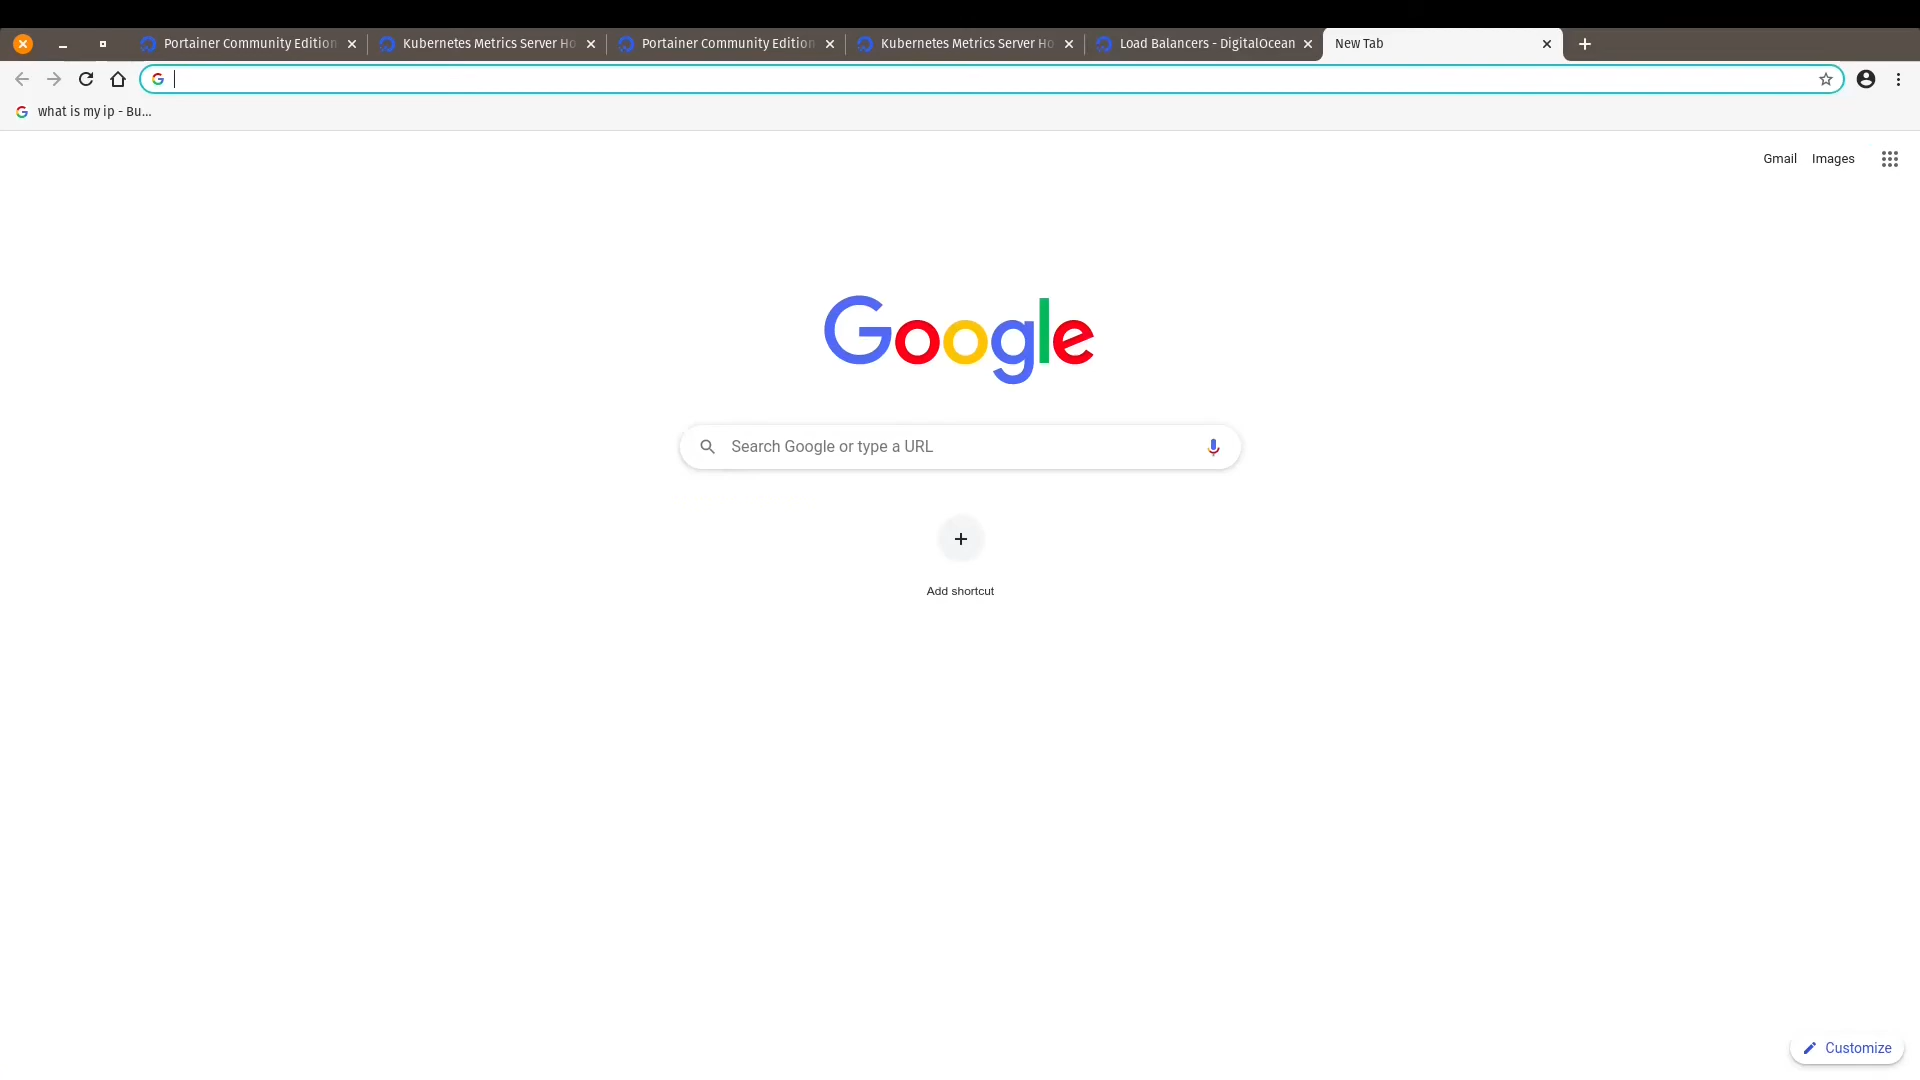 Portainer Community Edition
Kubernetes Metrics Server Ho
Portainer Community Edition
Kubernetes Metrics Server Ho
Load Balancers - DigitalOcean
New Tab
what is my ip - Bu...
Gmail
Images
Google
Search Google or type a URL
Add shortcut
Customize